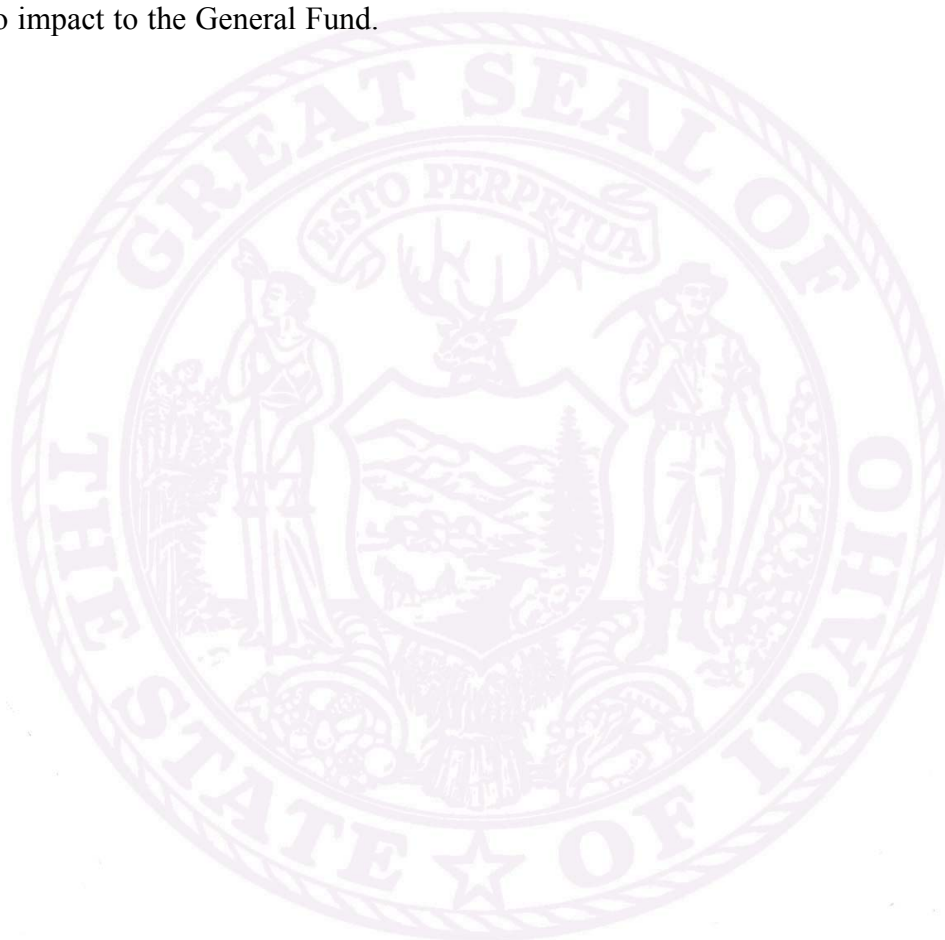 o impact to the General Fund.
GREAT SEAL OF
THE STATE OF IDAHO
ESTO PERPETUA